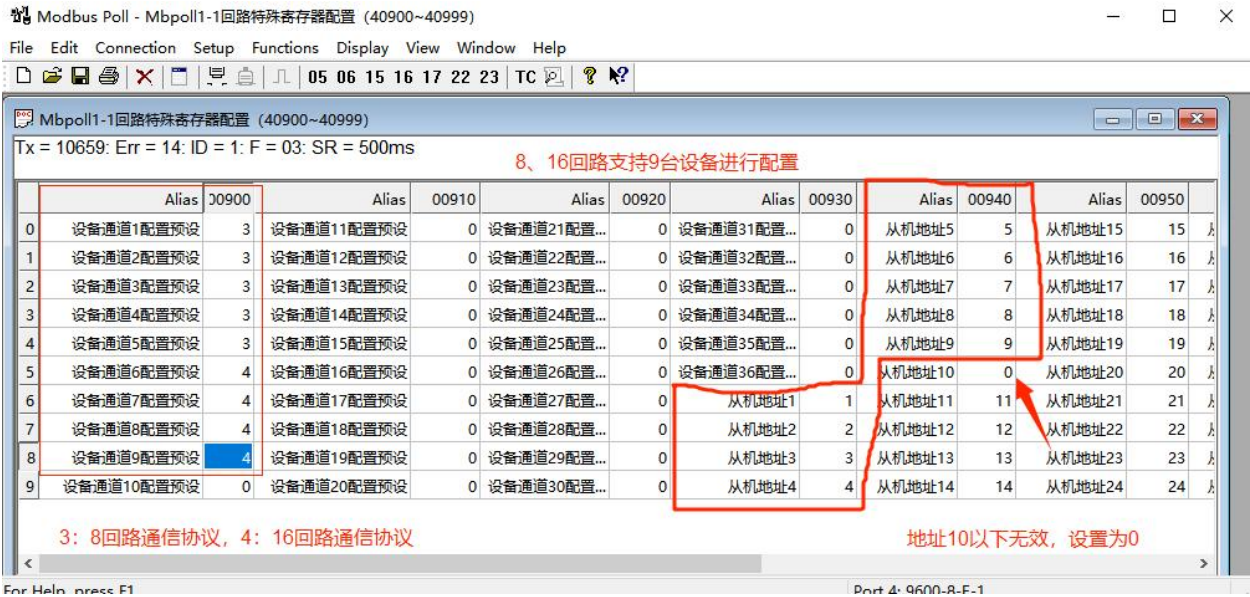 Modbus Poll - Mbpoll1-1回路特殊寄存器配置（40900~40999）
File Edit Connection Setup Functions Display View Window Help
05 06 15 16 17 22 23 TC
Mbpoll1-1回路特殊寄存器配置（40900~40999）
Tx = 10659: Err = 14: ID = 1: F = 03: SR = 500ms
8、16回路支持9台设备进行配置
Alias 00900 Alias 00910 Alias 00920 Alias 00930 Alias 00940 Alias 00950
0 设备通道1配置预设 3 设备通道11配置预设 0 设备通道21配置... 0 设备通道31配置... 0 从机地址5 5 从机地址15 15
1 设备通道2配置预设 3 设备通道12配置预设 0 设备通道22配置... 0 设备通道32配置... 0 从机地址6 6 从机地址16 16
2 设备通道3配置预设 3 设备通道13配置预设 0 设备通道23配置... 0 设备通道33配置... 0 从机地址7 7 从机地址17 17
3 设备通道4配置预设 3 设备通道14配置预设 0 设备通道24配置... 0 设备通道34配置... 0 从机地址8 8 从机地址18 18
4 设备通道5配置预设 3 设备通道15配置预设 0 设备通道25配置... 0 设备通道35配置... 0 从机地址9 9 从机地址19 19
5 设备通道6配置预设 4 设备通道16配置预设 0 设备通道26配置... 0 设备通道36配置... 0 从机地址10 0 从机地址20 20
6 设备通道7配置预设 4 设备通道17配置预设 0 设备通道27配置... 0 从机地址1 1 从机地址11 11 从机地址21 21
7 设备通道8配置预设 4 设备通道18配置预设 0 设备通道28配置... 0 从机地址2 2 从机地址12 12 从机地址22 22
8 设备通道9配置预设 4 设备通道19配置预设 0 设备通道29配置... 0 从机地址3 3 从机地址13 13 从机地址23 23
9 设备通道10配置预设 0 设备通道20配置预设 0 设备通道30配置... 0 从机地址4 4 从机地址14 14 从机地址24 24
3：8回路通信协议，4：16回路通信协议
地址10以下无效，设置为0
For Help, press F1.
Port 4: 9600-8-E-1